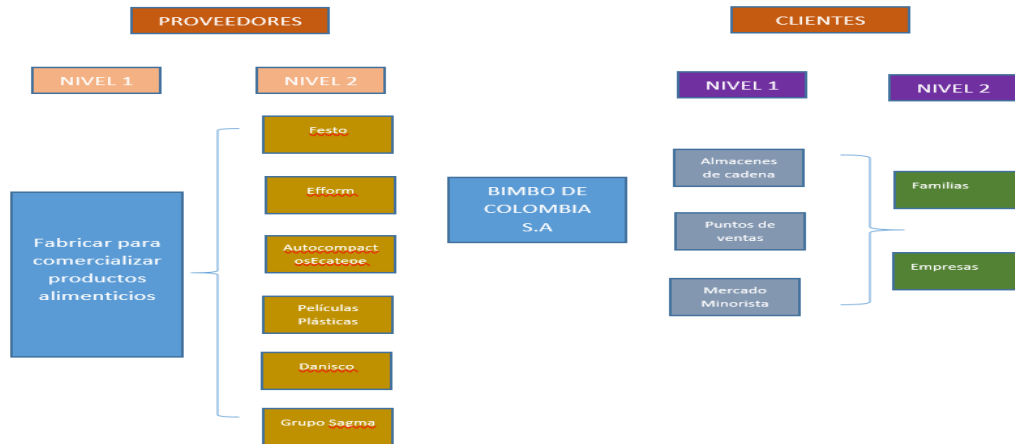 PROVEEDORES
CLIENTES
NIVEL 1
NIVEL 2
NIVEL 1
NIVEL 2
Fabricar para
comercializar
productos
alimenticios
Festo
Efform
Autocompact
osEcatepe
Películas
Plásticas
Danisco
Grupo Sagma
BIMBO DE
COLOMBIA
S.A
Almacenes
de cadena
Puntos de
ventas
Mercado
Minorista
Familias
Empresas